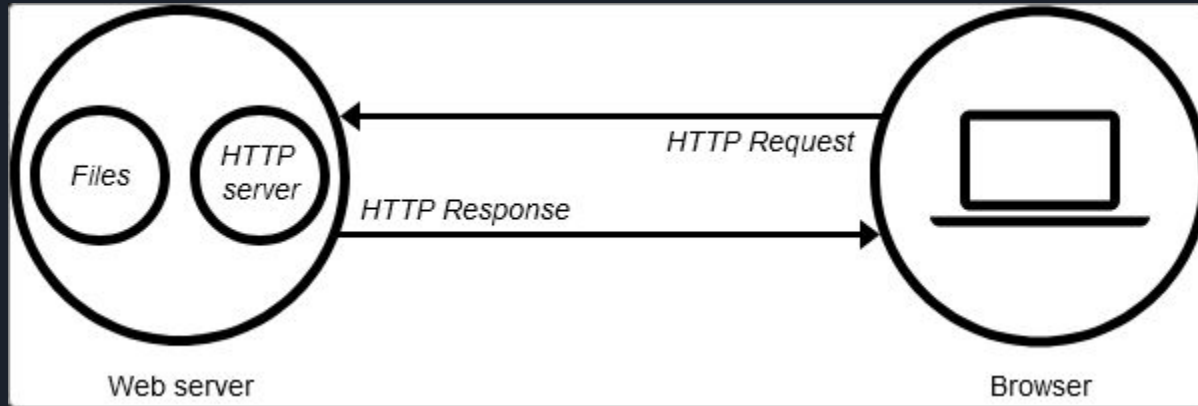 Files
HTTP
server
HTTP Request
HTTP Response
Web server
Browser